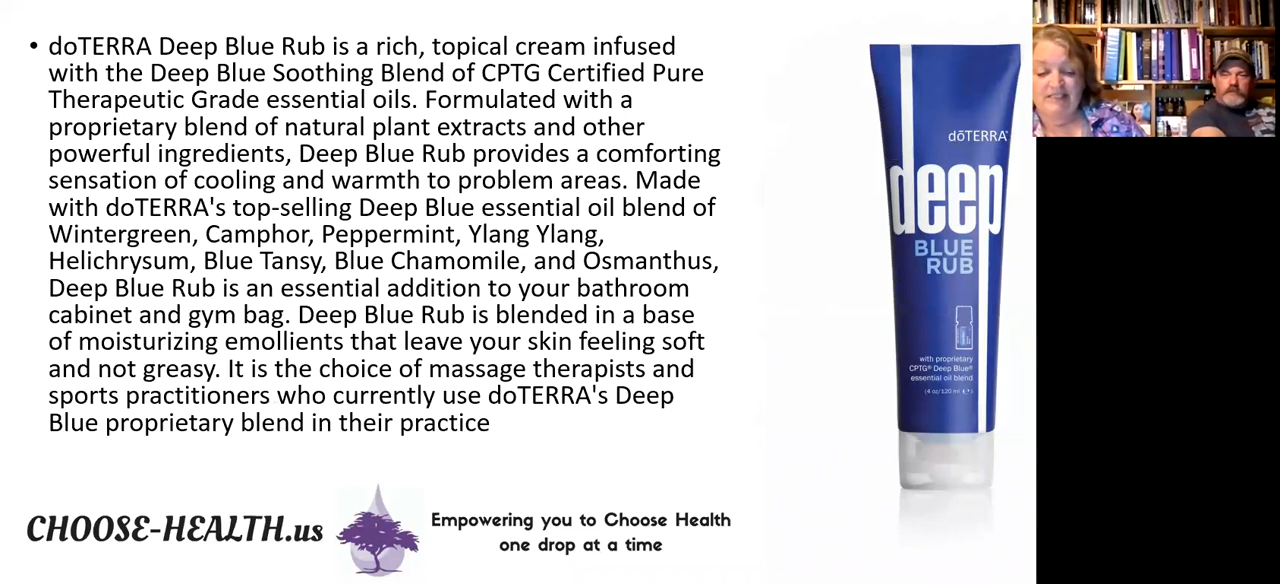 • doTERRA Deep Blue Rub is a rich, topical cream infused
with the Deep Blue Soothing Blend of CPTG Certified Pure
Therapeutic Grade essential oils. Formulated with a
proprietary blend of natural plant extracts and other
powerful ingredients, Deep Blue Rub provides a comforting
sensation of cooling and warmth to problem areas. Made
with doTERRA's top-selling Deep Blue essential oil blend of
Wintergreen, Camphor, Peppermint, Ylang Ylang,
Helichrysum, Blue Tansy, Blue Chamomile, and Osmanthus,
Deep Blue Rub is an essential addition to your bathroom
cabinet and gym bag. Deep Blue Rub is blended in a base
of moisturizing emollients that leave your skin feeling soft
and not greasy. It is the choice of massage therapists and
sports practitioners who currently use doTERRA's Deep
Blue proprietary blend in their practice
dōTERRA
deep
BLUE
RUB
with proprietary
CPTG® Deep Blue®
essential oil blend
(4 oz/120 ml ℮)
CHOOSE-HEALTH.us
Empowering you to Choose Health
one drop at a time